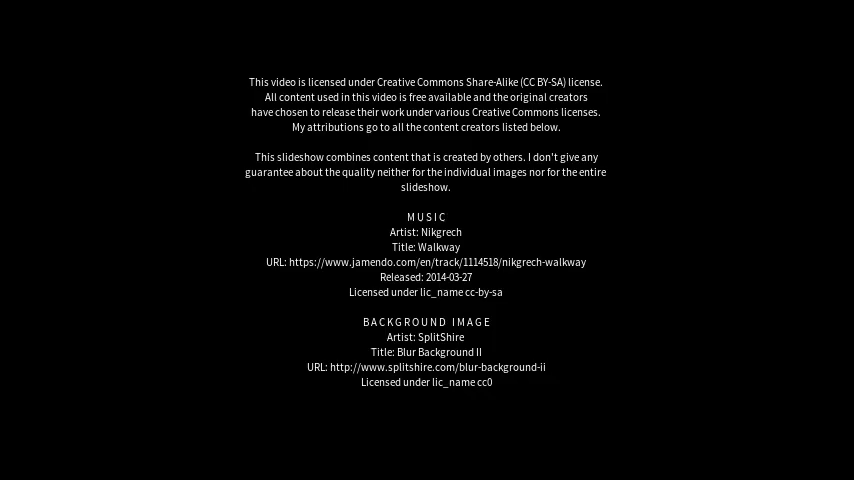 This video is licensed under Creative Commons Share-Alike (CC BY-SA) license.
All content used in this video is free available and the original creators
have chosen to release their work under various Creative Commons licenses.
My attributions go to all the content creators listed below.
This slideshow combines content that is created by others. I don't give any
guarantee about the quality neither for the individual images nor for the entire
slideshow.
MUSIC
Artist: Nikgrech
Title: Walkway
URL: https://www.jamendo.com/en/track/1114518/nikgrech-walkway
Released: 2014-03-27
Licensed under lic_name cc-by-sa
BACKGROUND IMAGE
Artist: SplitShire
Title: Blur Background II
URL: http://www.splitshire.com/blur-background-ii
Licensed under lic_name cc0